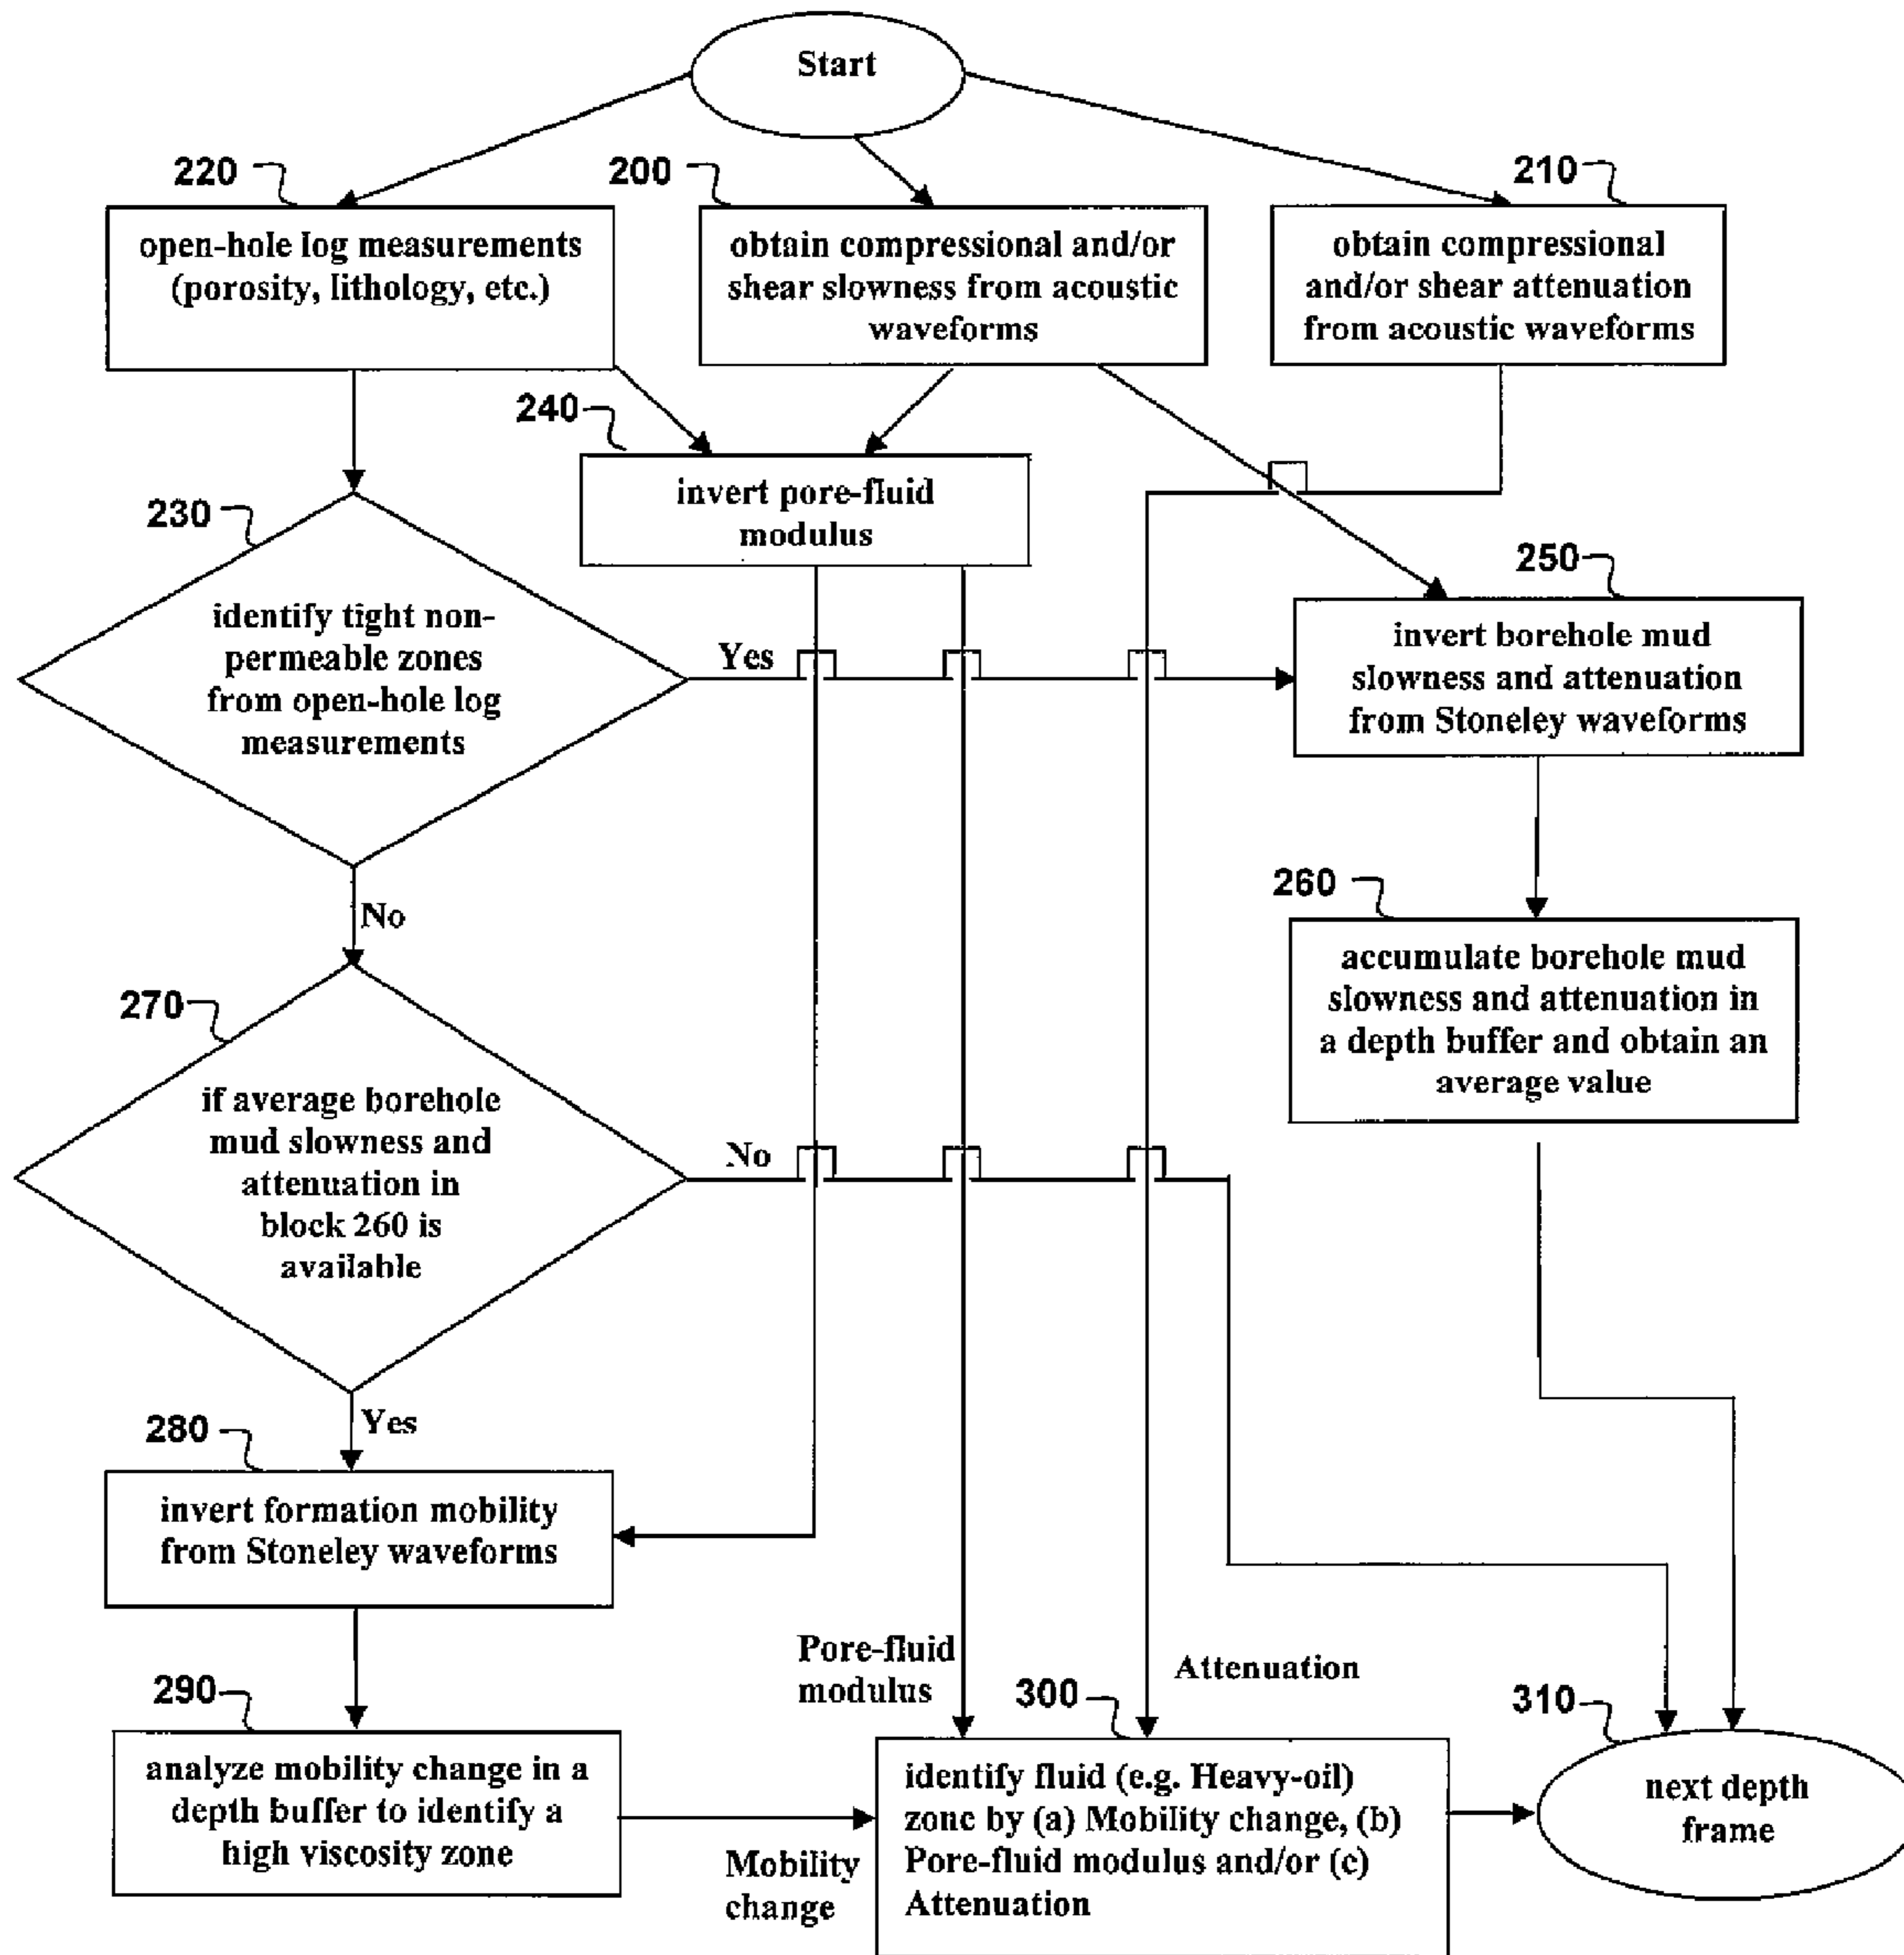 Start
220
200
210
open-hole log measurements
(porosity, lithology, etc.)
obtain compressional and/or
shear slowness from acoustic
waveforms
obtain compressional
and/or shear attenuation
from acoustic waveforms
240
invert pore-fluid
modulus
230
identify tight non-
permeable zones
from open-hole log
measurements
Yes
No
250
invert borehole mud
slowness and attenuation
from Stoneley waveforms
260
accumulate borehole mud
slowness and attenuation in
a depth buffer and obtain an
average value
270
if average borehole
mud slowness and
attenuation in
block 260 is
available
No
Yes
280
invert formation mobility
from Stoneley waveforms
290
analyze mobility change in a
depth buffer to identify a
high viscosity zone
Mobility
change
Pore-fluid
modulus
Attenuation
300
identify fluid (e.g. Heavy-oil)
zone by (a) Mobility change, (b)
Pore-fluid modulus and/or (c)
Attenuation
310
next depth
frame